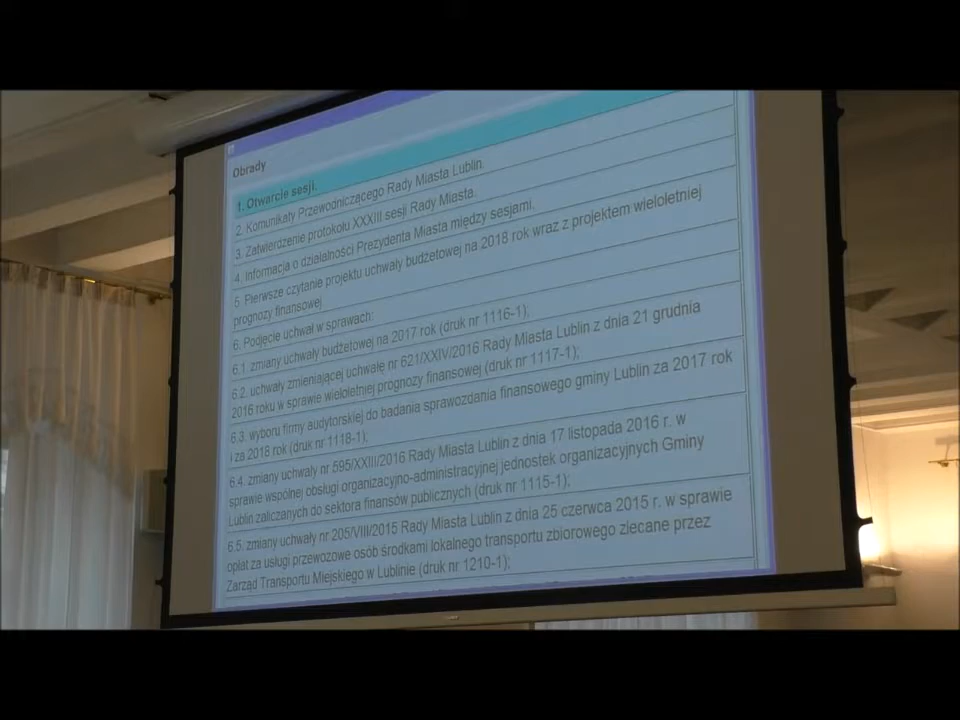 Obrady
1. Otwarcie sesji.
2. Komunikaty Przewodniczącego Rady Miasta Lublin.
3. Zatwierdzenie protokołu XXXIII sesji Rady Miasta.
4. Informacja o działalności Prezydenta Miasta między sesjami.
5. Pierwsze czytanie projektu uchwały budżetowej na 2018 rok wraz z projektem wieloletniej
prognozy finansowej
6. Podjęcie uchwał w sprawach:
6.1. zmiany uchwały budżetowej na 2017 rok (druk nr 1116-1);
6.2. uchwały zmieniającej uchwałę nr 621/XXIV/2016 Rady Miasta Lublin z dnia 21 grudnia
2016 roku w sprawie wieloletniej prognozy finansowej (druk nr 1117-1);
6.3. wyboru firmy audytorskiej do badania sprawozdania finansowego gminy Lublin za 2017 rok
i za 2018 rok (druk nr 1118-1);
6.4. zmiany uchwały nr 595/XXIII/2016 Rady Miasta Lublin z dnia 17 listopada 2016 r. w
sprawie wspólnej obsługi organizacyjno-administracyjnej jednostek organizacyjnych Gminy
Lublin zaliczanych do sektora finansów publicznych (druk nr 1115-1);
6.5. zmiany uchwały nr 205/VIII/2015 Rady Miasta Lublin z dnia 25 czerwca 2015 r. w sprawie
opłat za usługi przewozowe osób środkami lokalnego transportu zbiorowego zlecane przez
Zarząd Transportu Miejskiego w Lublinie (druk nr 1210-1);